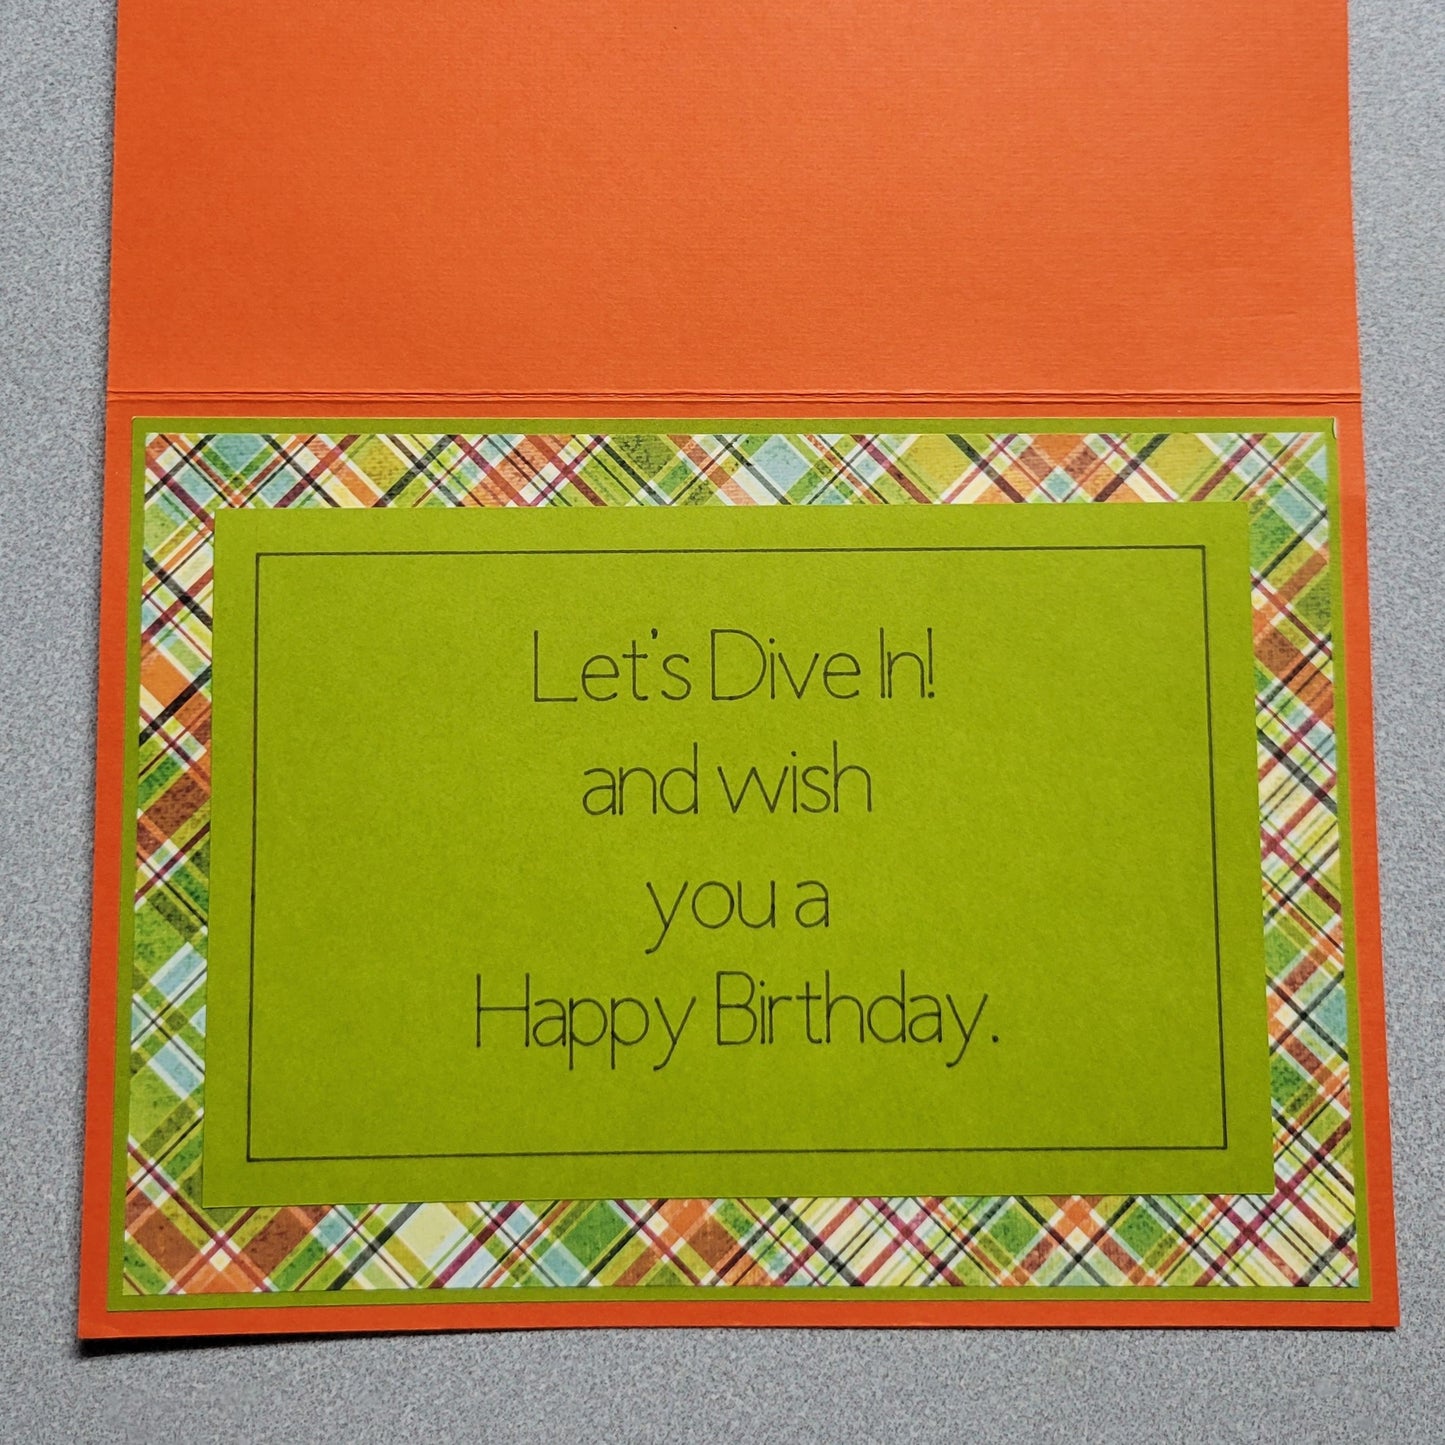 Let's Dive In!
and wish
you a
Happy Birthday.